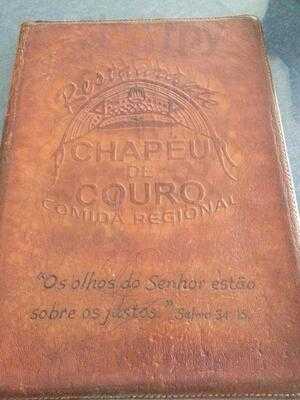 Restaurante
CHAPÉU
DE
COURO
COMIDA REGIONAL
"Os olhos do Senhor estão
sobre os justos." Salmo 34:15.